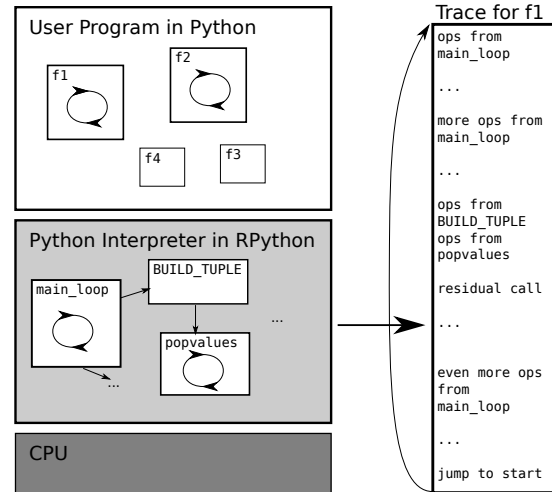 User Program in Python
f1
f2
f4
f3
Python Interpreter in RPython
main_loop
BUILD_TUPLE
popvalues
...
...
CPU
Trace for f1
ops from
main_loop
...
more ops from
main_loop
...
ops from
BUILD_TUPLE
ops from
popvalues
residual call
...
even more ops
from
main_loop
...
jump to start